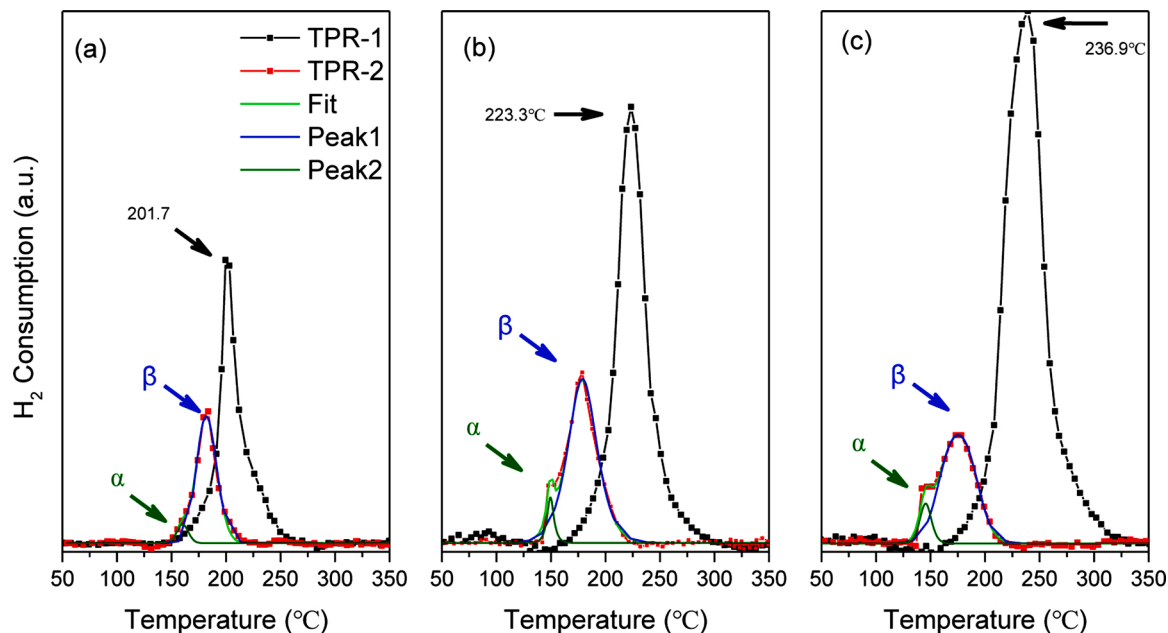 (a)
TPR-1
TPR-2
Fit
Peak1
Peak2
201.7
β
α
(b)
223.3℃
β
α
(c)
236.9℃
β
α
H₂ Consumption (a.u.)
50 100 150 200 250 300 350
50 100 150 200 250 300 350
50 100 150 200 250 300 350
Temperature (℃)
Temperature (℃)
Temperature (℃)